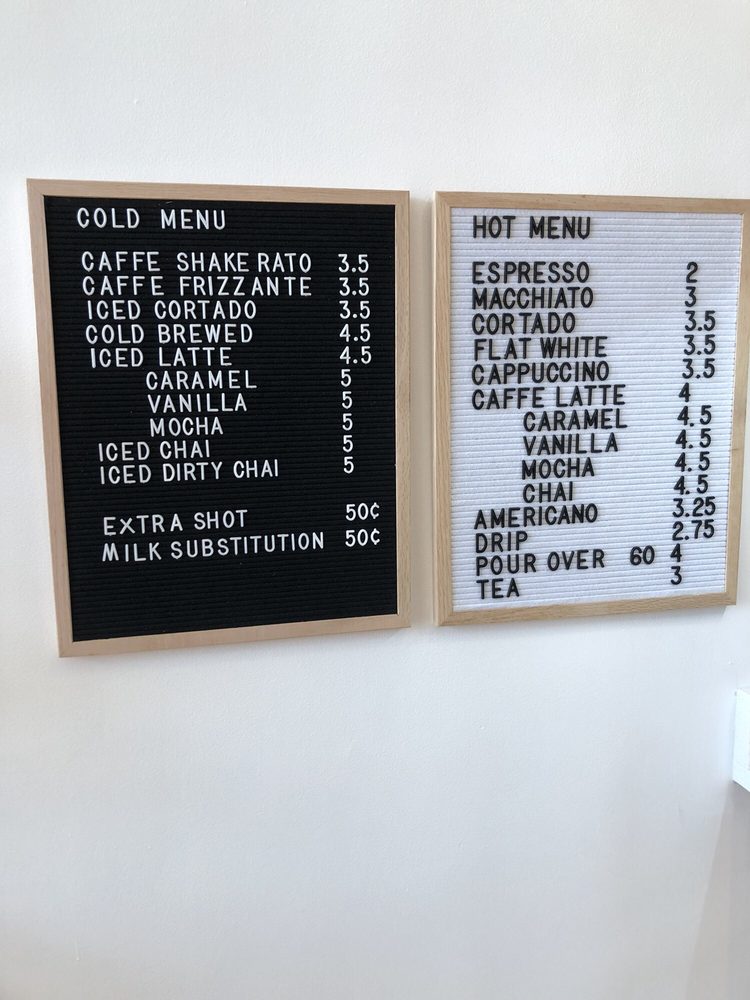 COLD MENU
CAFFE SHAKERATO 3.5
CAFFE FRIZZANTE 3.5
ICED CORTADO 3.5
COLD BREWED 4.5
ICED LATTE 4.5
CARAMEL 5
VANILLA 5
MOCHA 5
ICED CHAI 5
ICED DIRTY CHAI 5
EXTRA SHOT 50¢
MILK SUBSTITUTION 50¢
HOT MENU
ESPRESSO 2
MACCHIATO 3
CORTADO 3.5
FLAT WHITE 3.5
CAPPUCCINO 3.5
CAFFE LATTE 4
CARAMEL 4.5
VANILLA 4.5
MOCHA 4.5
CHAI 4.5
AMERICANO 3.25
DRIP 2.75
POUR OVER 60 4
TEA 3